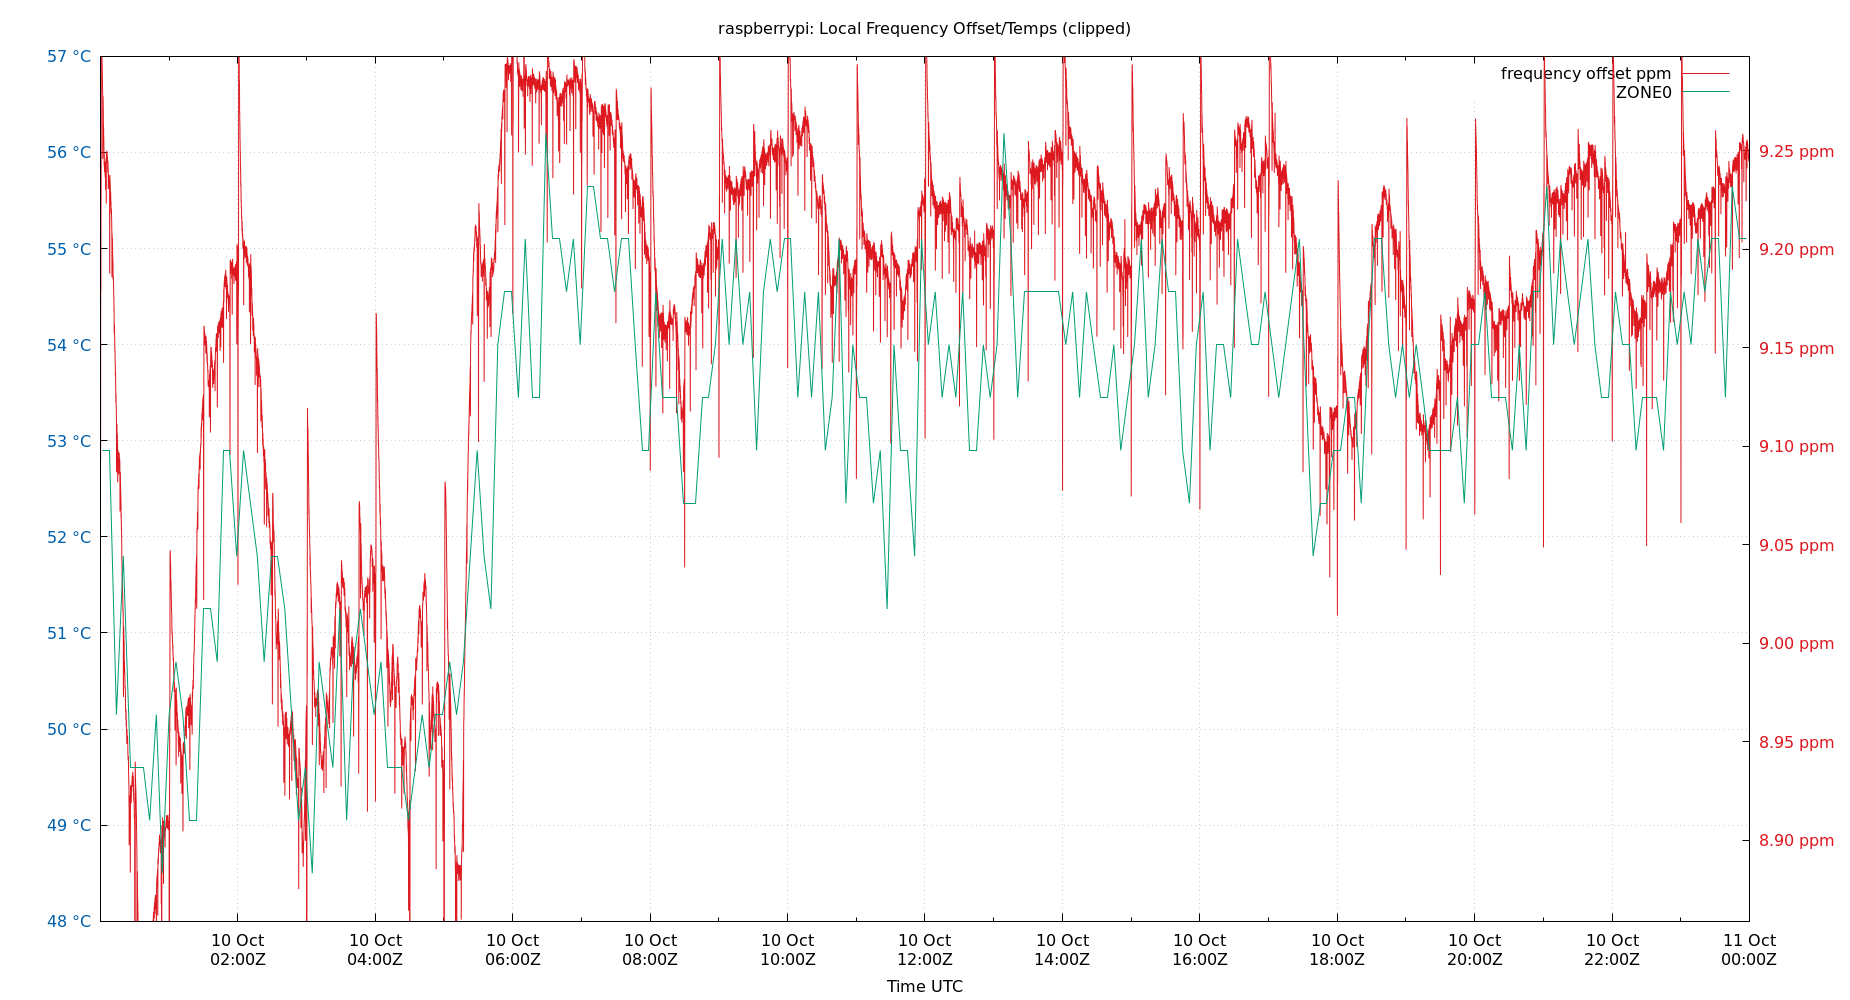 raspberrypi: Local Frequency Offset/Temps (clipped)
frequency offset ppm
ZONE0
57 °C
56 °C
55 °C
54 °C
53 °C
52 °C
51 °C
50 °C
49 °C
48 °C
9.25 ppm
9.20 ppm
9.15 ppm
9.10 ppm
9.05 ppm
9.00 ppm
8.95 ppm
8.90 ppm
10 Oct
02:00Z
10 Oct
04:00Z
10 Oct
06:00Z
10 Oct
08:00Z
10 Oct
10:00Z
10 Oct
12:00Z
10 Oct
14:00Z
10 Oct
16:00Z
10 Oct
18:00Z
10 Oct
20:00Z
10 Oct
22:00Z
11 Oct
00:00Z
Time UTC